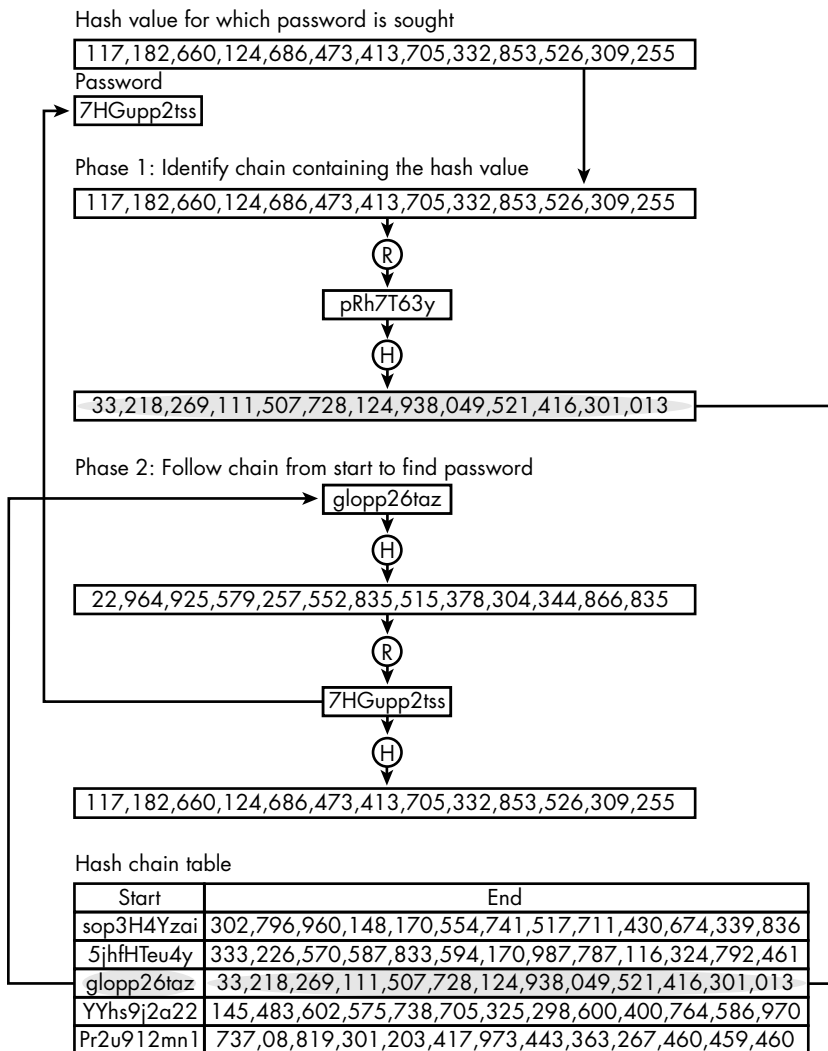 Hash value for which password is sought
117,182,660,124,686,473,413,705,332,853,526,309,255
Password
7HGupp2tss
Phase 1: Identify chain containing the hash value
117,182,660,124,686,473,413,705,332,853,526,309,255
R
pRh7T63y
H
33,218,269,111,507,728,124,938,049,521,416,301,013
Phase 2: Follow chain from start to find password
glopp26taz
H
22,964,925,579,257,552,835,515,378,304,344,866,835
R
7HGupp2tss
H
117,182,660,124,686,473,413,705,332,853,526,309,255
Hash chain table
Start End
sop3H4Yzai 302,796,960,148,170,554,741,517,711,430,674,339,836
5jhfHTeu4y 333,226,570,587,833,594,170,987,787,116,324,792,461
glopp26taz 33,218,269,111,507,728,124,938,049,521,416,301,013
YYhs9j2a22 145,483,602,575,738,705,325,298,600,400,764,586,970
Pr2u912mn1 737,08,819,301,203,417,973,443,363,267,460,459,460